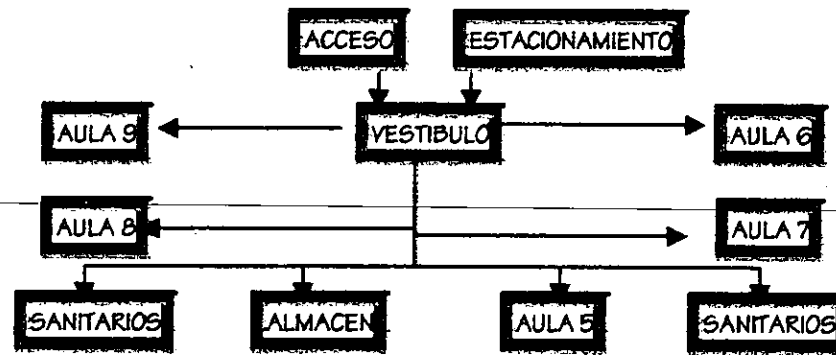 ACCESO
ESTACIONAMIENTO
AULA 9
VESTIBULO
AULA 6
AULA 8
AULA 7
SANITARIOS
ALMACEN
AULA 5
SANITARIOS